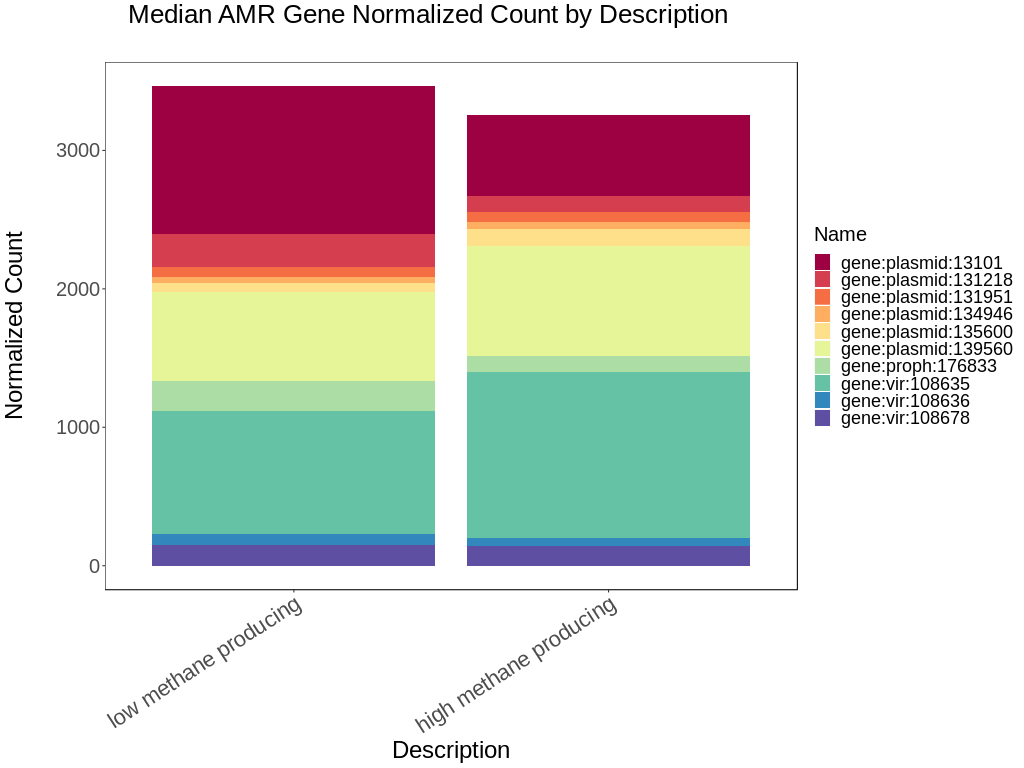 Median AMR Gene Normalized Count by Description
Normalized Count
3000
2000
1000
0
low methane producing
high methane producing
Description
Name
gene:plasmid:13101
gene:plasmid:131218
gene:plasmid:131951
gene:plasmid:134946
gene:plasmid:135600
gene:plasmid:139560
gene:proph:176833
gene:vir:108635
gene:vir:108636
gene:vir:108678